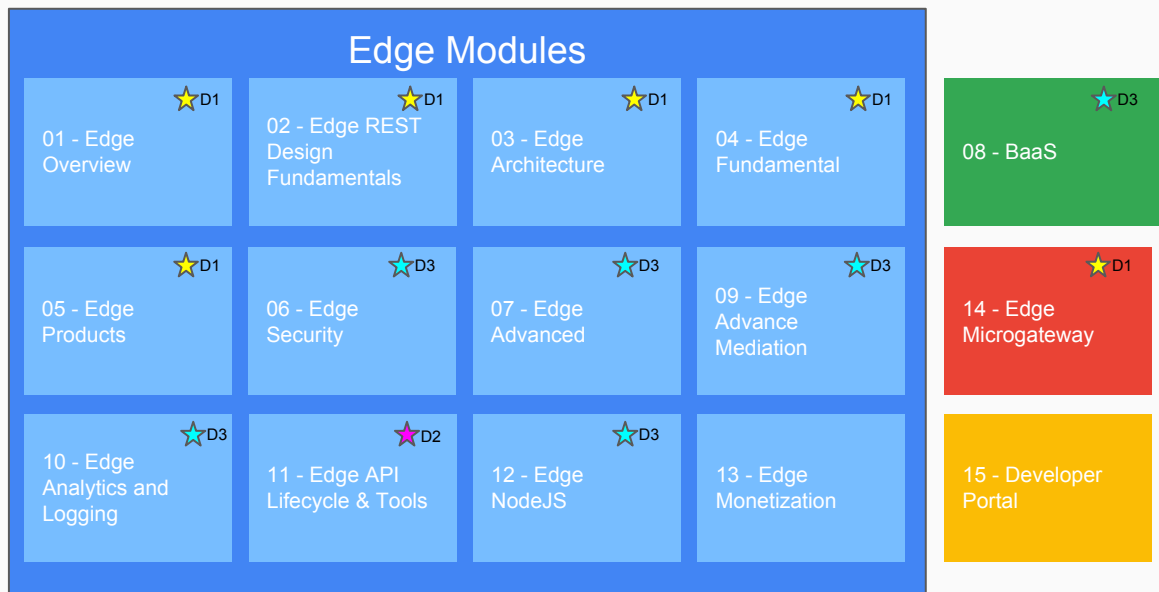 Edge Modules
D1
01 - Edge
Overview
D1
02 - Edge REST
Design
Fundamentals
D1
03 - Edge
Architecture
D1
04 - Edge
Fundamental
D3
08 - BaaS
D1
05 - Edge
Products
D3
06 - Edge
Security
D3
07 - Edge
Advanced
D3
09 - Edge
Advance
Mediation
D1
14 - Edge
Microgateway
D3
10 - Edge
Analytics and
Logging
D2
11 - Edge API
Lifecycle & Tools
D3
12 - Edge
NodeJS
13 - Edge
Monetization
15 - Developer
Portal